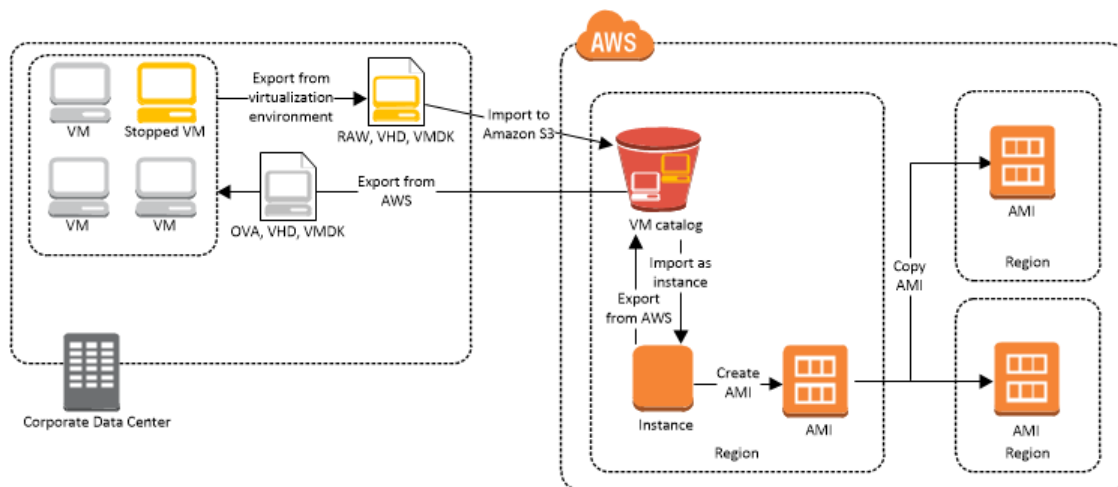 AWS
VM
Stopped VM
VM
VM
Export from
virtualization
environment
RAW, VHD, VMDK
Import to
Amazon S3
Export from
AWS
OVA, VHD, VMDK
Corporate Data Center
VM catalog
Import as
instance
Export
from AWS
Instance
Create
AMI
AMI
Region
Copy
AMI
AMI
Region
AMI
Region